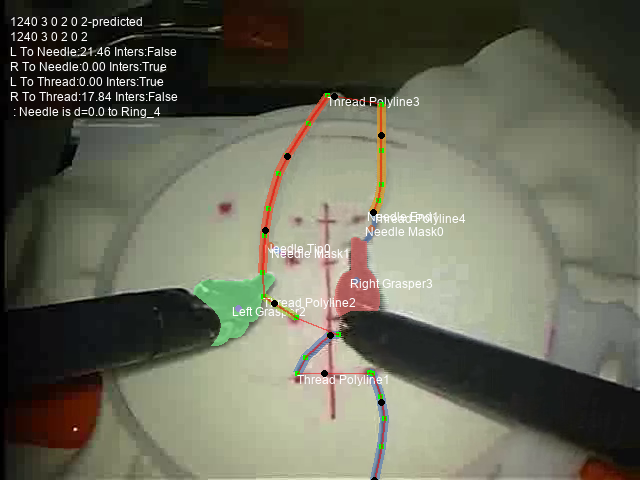 1240 3 0 2 0 2-predicted
1240 3 0 2 0 2
L To Needle:21.46 Inters:False
R To Needle:0.00 Inters:True
L To Thread:0.00 Inters:True
R To Thread:17.84 Inters:False
: Needle is d=0.0 to Ring_4
Thread Polyline3
Needle End1
Thread Polyline4
Needle Mask0
Needle Tip0
Needle Mask1
Right Grasper3
Thread Polyline2
Left Grasper2
Thread Polyline1